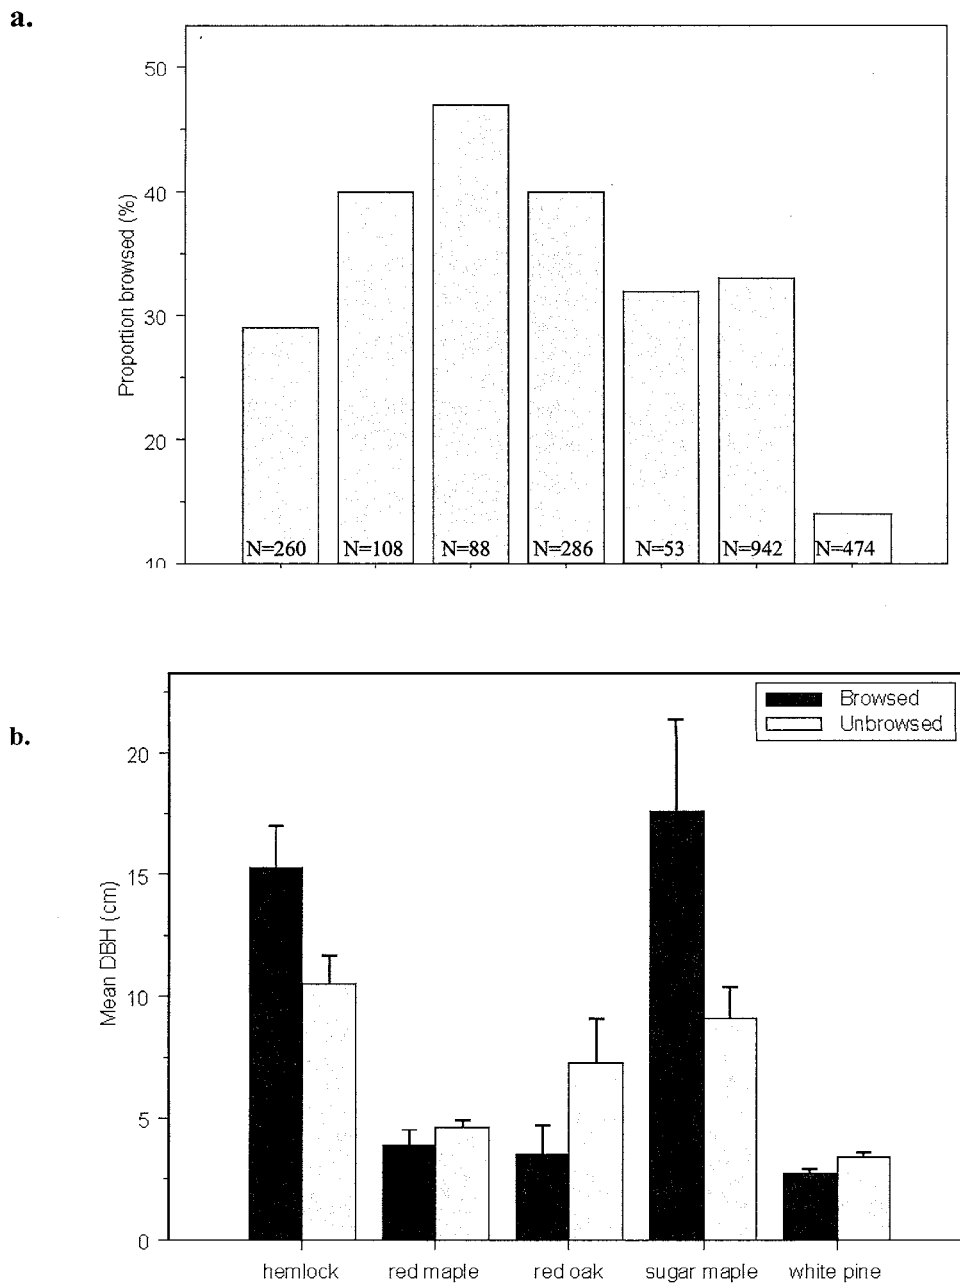 a.
50
40
30
20
10
Proportion browsed (%)
N=260 N=108 N=88 N=286 N=53 N=942 N=474
b.
Browsed
Unbrowsed
20
15
10
5
0
Mean DBH (cm)
hemlock red maple red oak sugar maple white pine